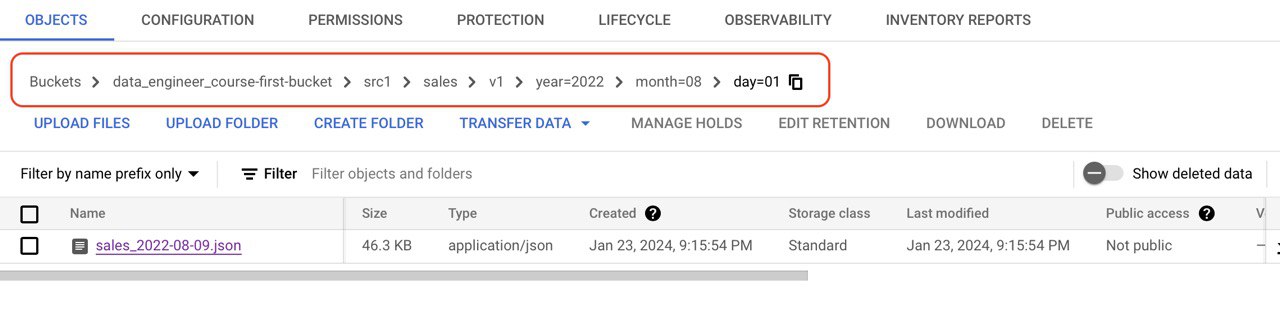 OBJECTS CONFIGURATION PERMISSIONS PROTECTION LIFECYCLE OBSERVABILITY INVENTORY REPORTS
Buckets > data_engineer_course-first-bucket > src1 > sales > v1 > year=2022 > month=08 > day=01
UPLOAD FILES UPLOAD FOLDER CREATE FOLDER TRANSFER DATA MANAGE HOLDS EDIT RETENTION DOWNLOAD DELETE
Filter by name prefix only Filter Filter objects and folders Show deleted data
Name Size Type Created ? Storage class Last modified Public access ? V
sales_2022-08-09.json 46.3 KB application/json Jan 23, 2024, 9:15:54 PM Standard Jan 23, 2024, 9:15:54 PM Not public —